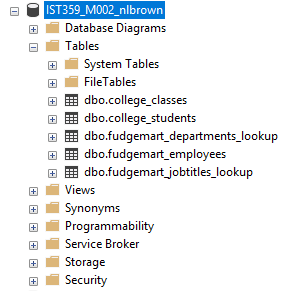 IST359_M002_nlbrown
Database Diagrams
Tables
System Tables
FileTables
dbo.college_classes
dbo.college_students
dbo.fudgemart_departments_lookup
dbo.fudgemart_employees
dbo.fudgemart_jobtitles_lookup
Views
Synonyms
Programmability
Service Broker
Storage
Security